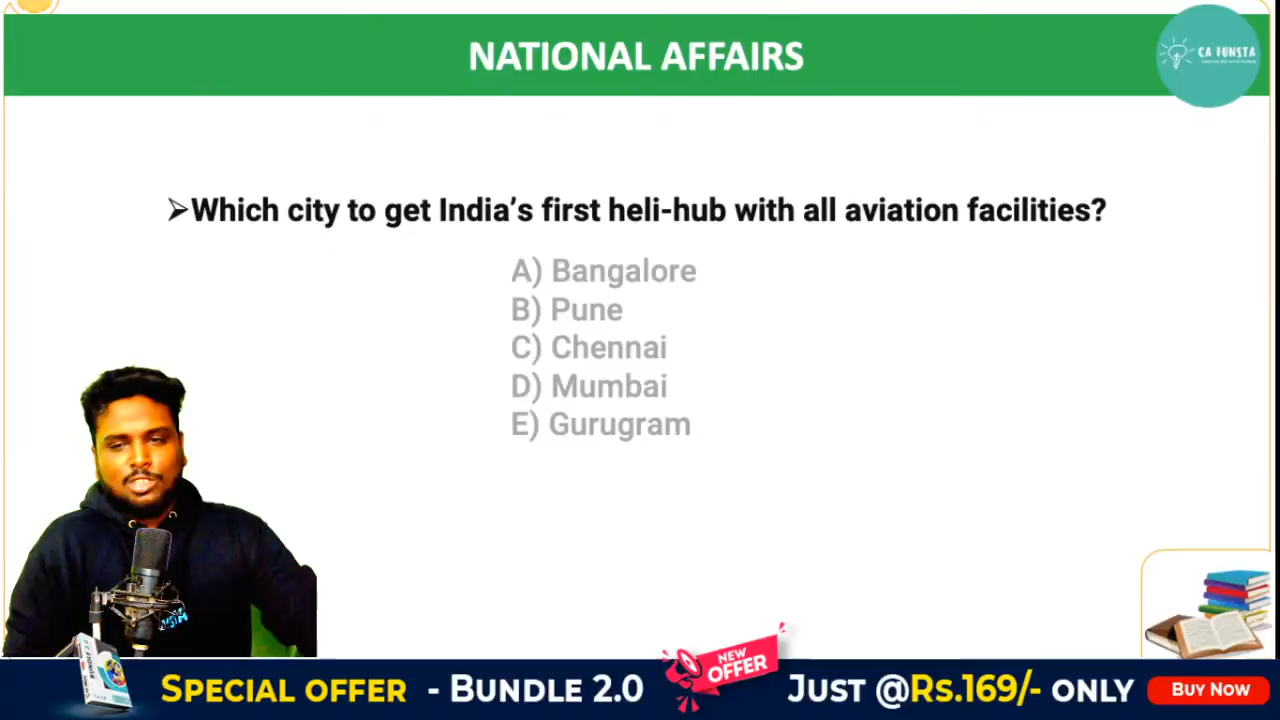 NATIONAL AFFAIRS
CA FUNSTA
➢Which city to get India's first heli-hub with all aviation facilities?
A) Bangalore
B) Pune
C) Chennai
D) Mumbai
E) Gurugram
SPECIAL OFFER - BUNDLE 2.0
NEW
OFFER
JUST @Rs.169/- ONLY
Buy Now